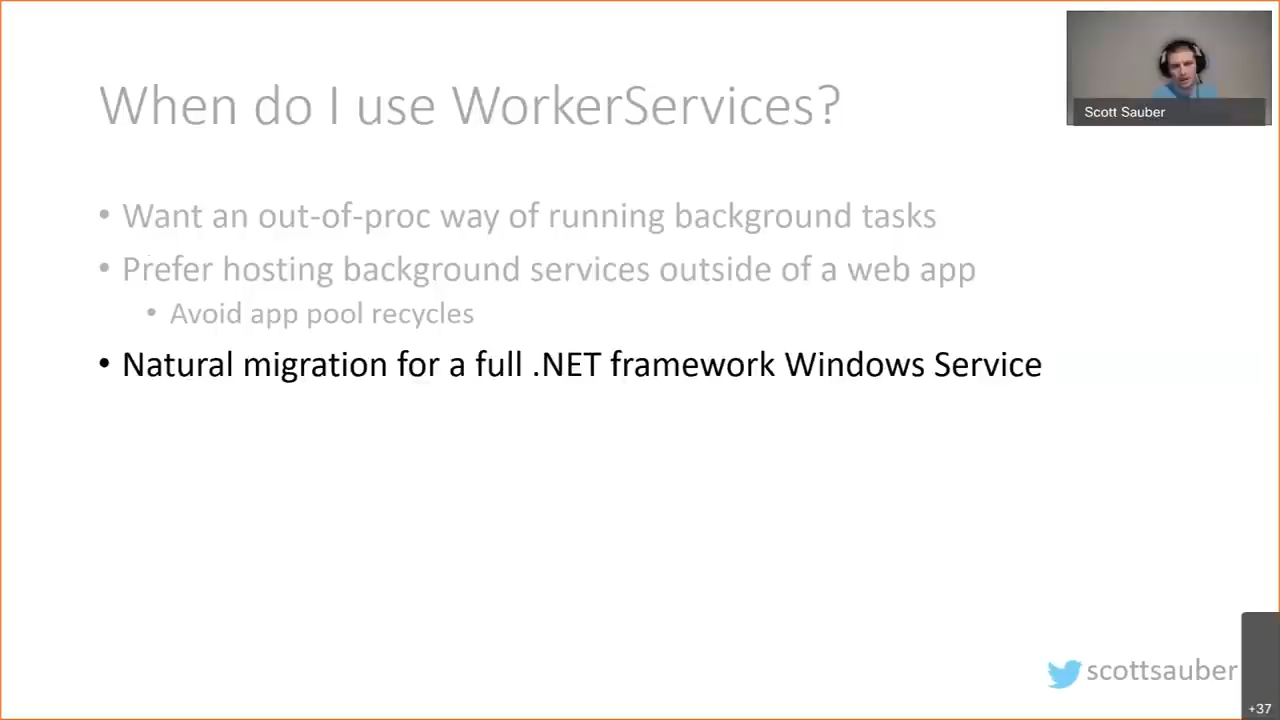 When do I use WorkerServices?
Scott Sauber
• Want an out-of-proc way of running background tasks
• Prefer hosting background services outside of a web app
• Avoid app pool recycles
• Natural migration for a full .NET framework Windows Service
scottsauber
+37